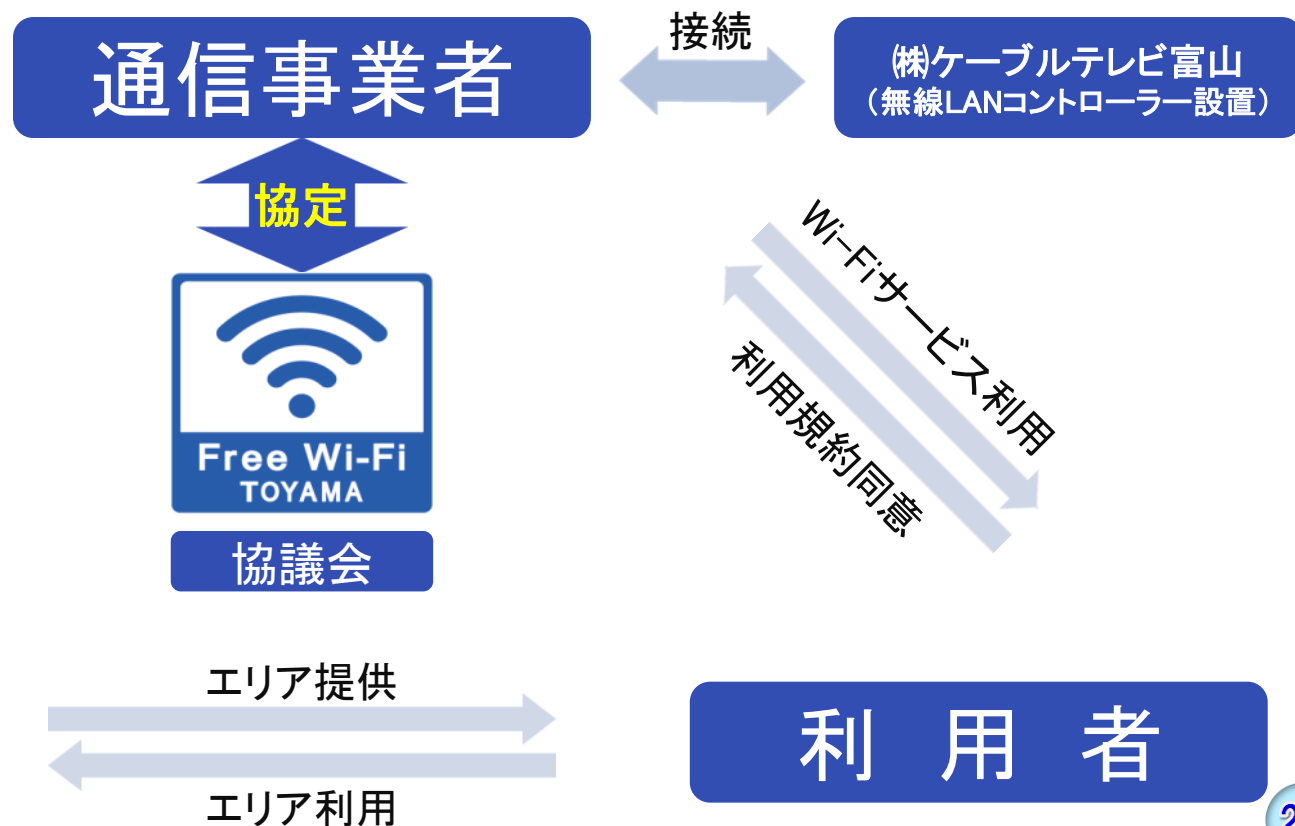 通信事業者
接続
㈱ケーブルテレビ富山
（無線LANコントローラー設置）
協定
Wi-Fiサービス利用
利用規約同意
Free Wi-Fi
TOYAMA
協議会
エリア提供
エリア利用
利 用 者
2